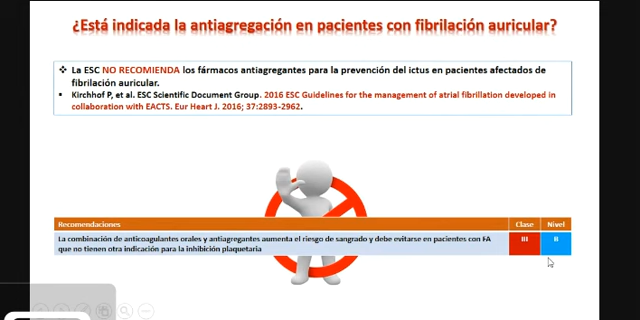 ¿Está indicada la antiagregación en pacientes con fibrilación auricular?
❖ La ESC NO RECOMIENDA los fármacos antiagregantes para la prevención del ictus en pacientes afectados de
fibrilación auricular.
▪ Kirchhof P, et al. ESC Scientific Document Group. 2016 ESC Guidelines for the management of atrial fibrillation developed in
collaboration with EACTS. Eur Heart J. 2016; 37:2893-2962.
Recomendaciones Clase Nivel
La combinación de anticoagulantes orales y antiagregantes aumenta el riesgo de sangrado y debe evitarse en pacientes con FA III B
que no tienen otra indicación para la inhibición plaquetaria